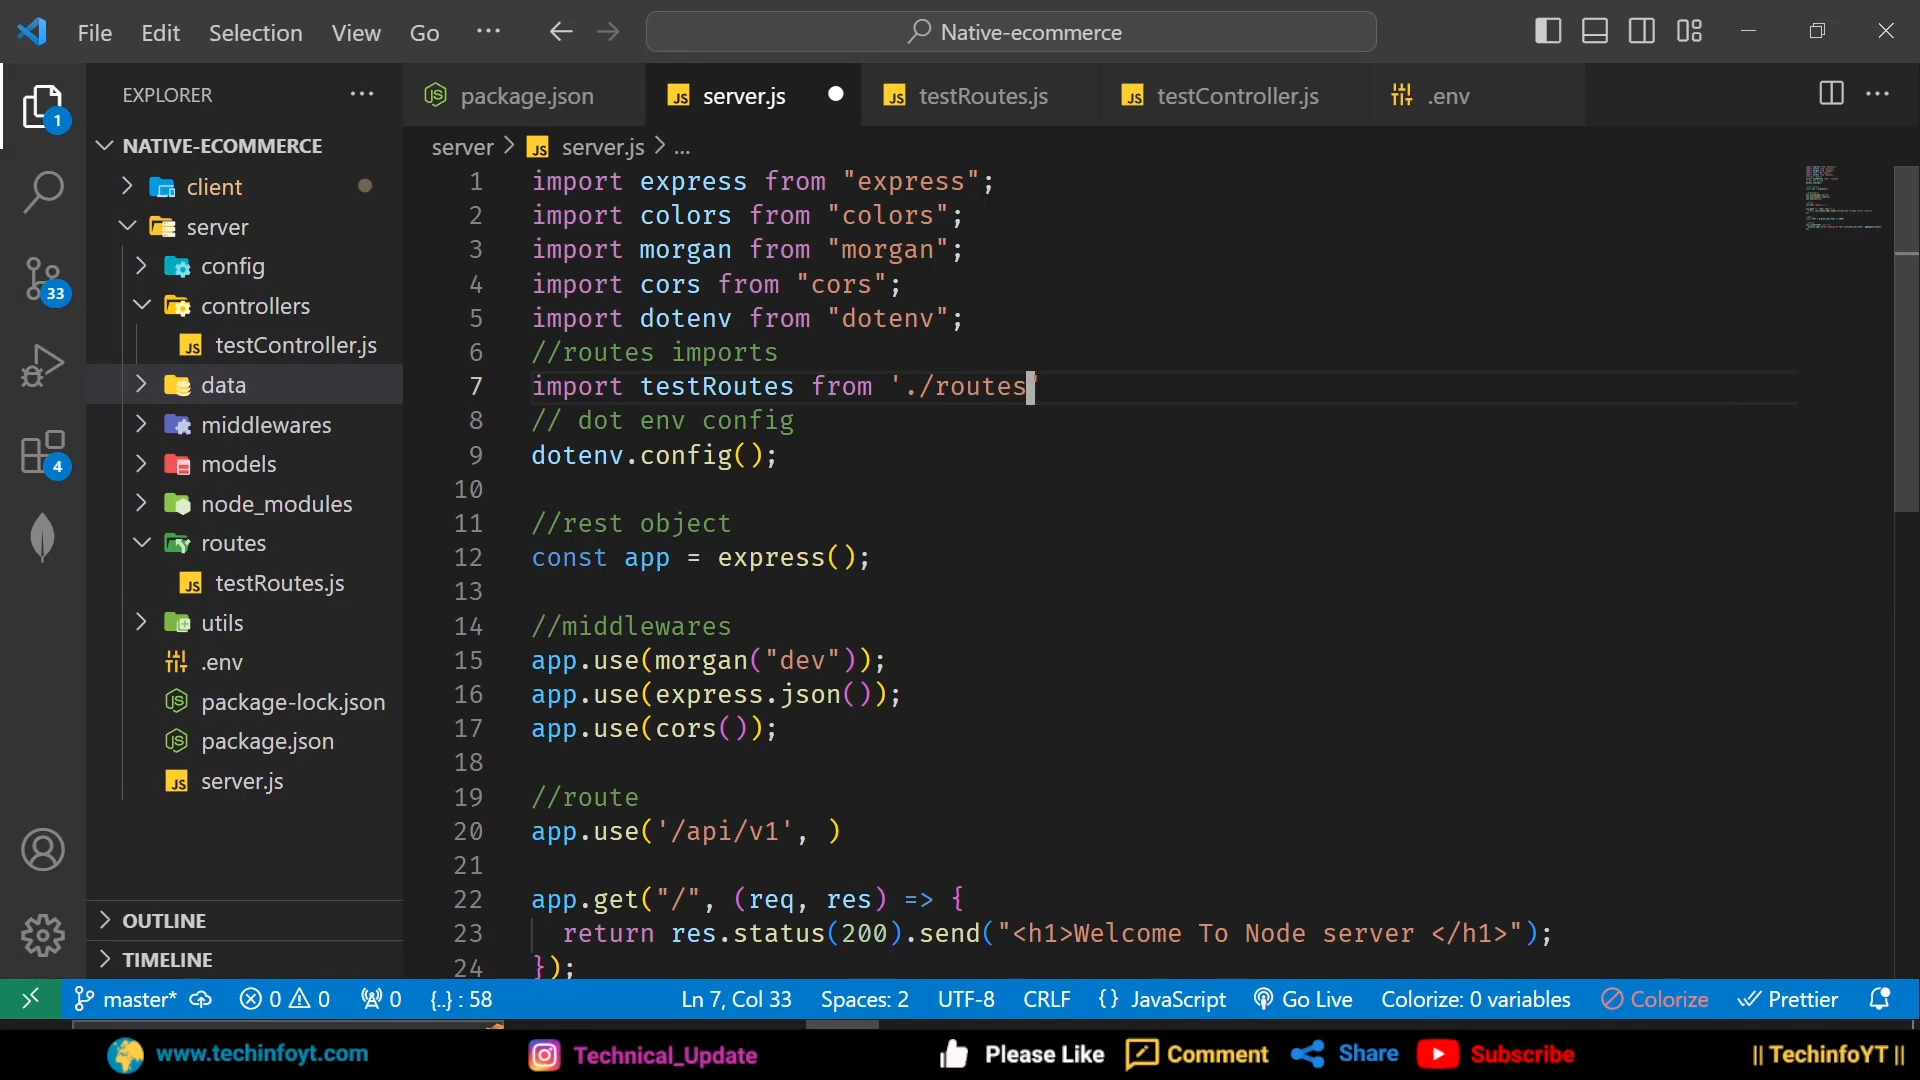 File Edit Selection View Go ··· Native-ecommerce
EXPLORER ···
package.json server.js testRoutes.js testController.js .env ···
1
NATIVE-ECOMMERCE
client
server
config
controllers
testController.js
data
middlewares
models
node_modules
routes
testRoutes.js
utils
.env
package-lock.json
package.json
server.js
33
4
OUTLINE
TIMELINE
server > server.js > ...
1 import express from "express";
2 import colors from "colors";
3 import morgan from "morgan";
4 import cors from "cors";
5 import dotenv from "dotenv";
6 //routes imports
7 import testRoutes from './routes'
8 // dot env config
9 dotenv.config();
10
11 //rest object
12 const app = express();
13
14 //middlewares
15 app.use(morgan("dev"));
16 app.use(express.json());
17 app.use(cors());
18
19 //route
20 app.use('/api/v1', )
21
22 app.get("/", (req, res) => {
23 return res.status(200).send("<h1>Welcome To Node server </h1>");
24 });
master* 0 0 0 {..} : 58 Ln 7, Col 33 Spaces: 2 UTF-8 CRLF {} JavaScript Go Live Colorize: 0 variables Colorize Prettier
www.techinfoyt.com Technical_Update Please Like Comment Share Subscribe || TechinfoYT ||